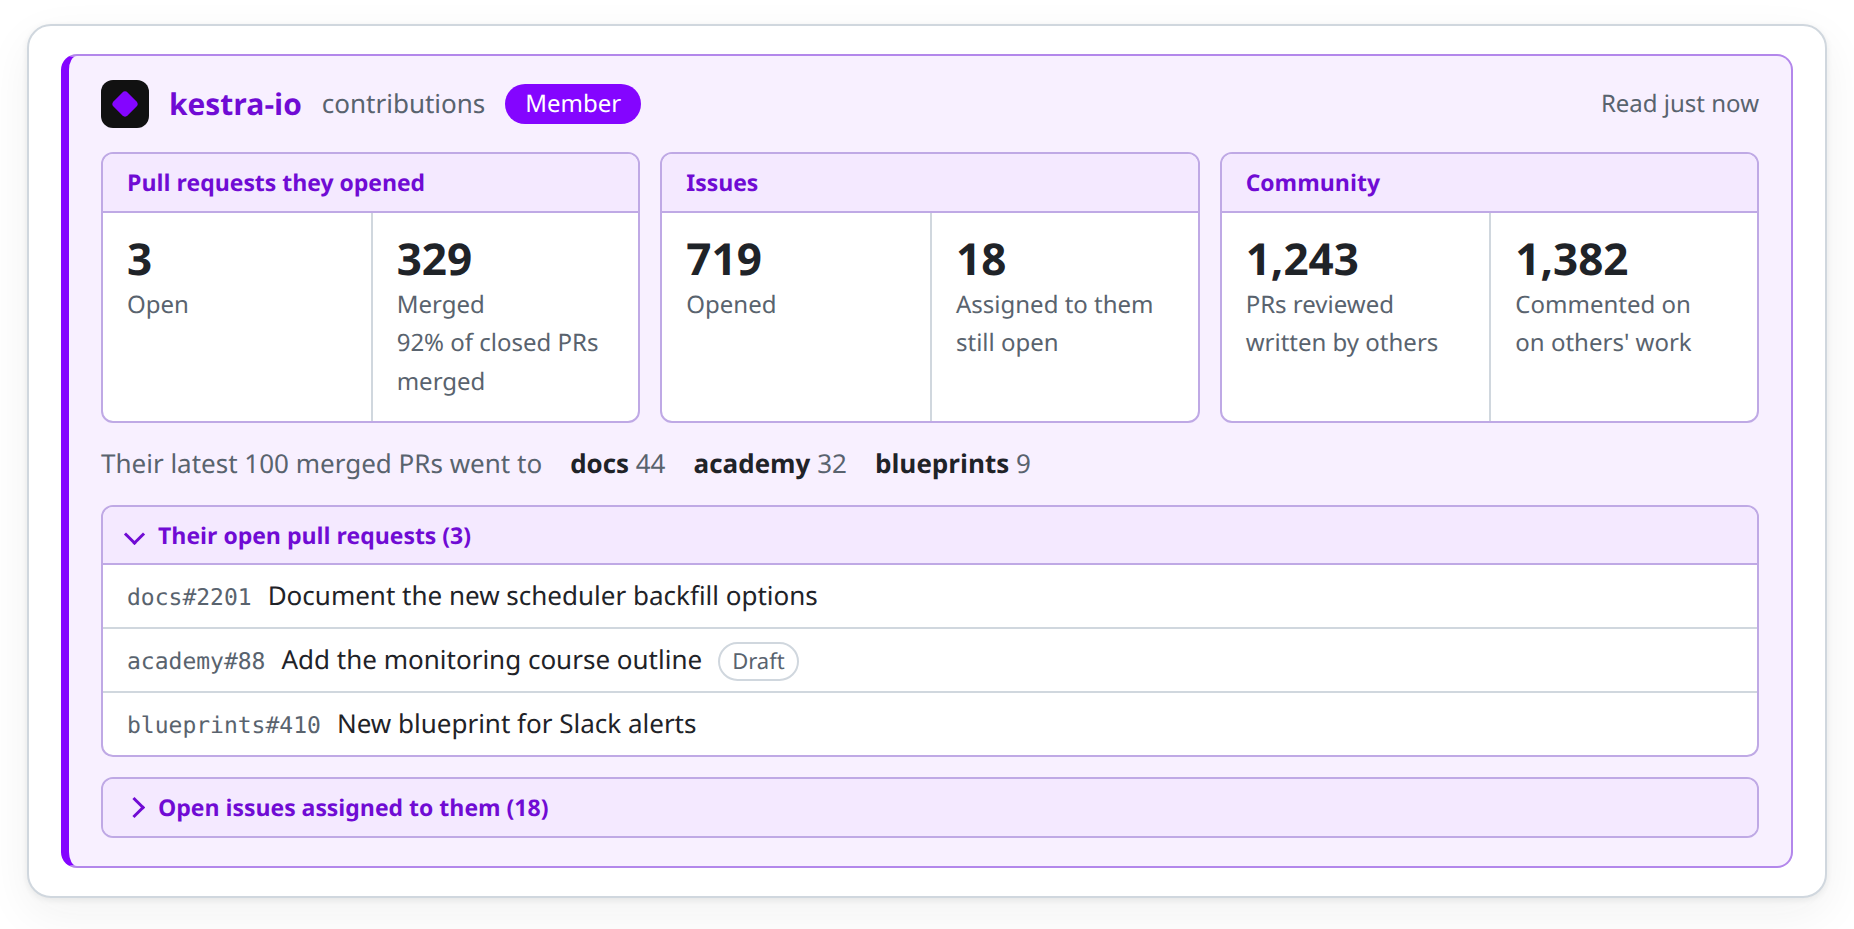 kestra-io contributions Member Read just now
Pull requests they opened
3
Open
329
Merged
92% of closed PRs
merged
Issues
719
Opened
18
Assigned to them
still open
Community
1,243
PRs reviewed
written by others
1,382
Commented on
on others' work
Their latest 100 merged PRs went to docs 44 academy 32 blueprints 9
Their open pull requests (3)
docs#2201 Document the new scheduler backfill options
academy#88 Add the monitoring course outline Draft
blueprints#410 New blueprint for Slack alerts
Open issues assigned to them (18)